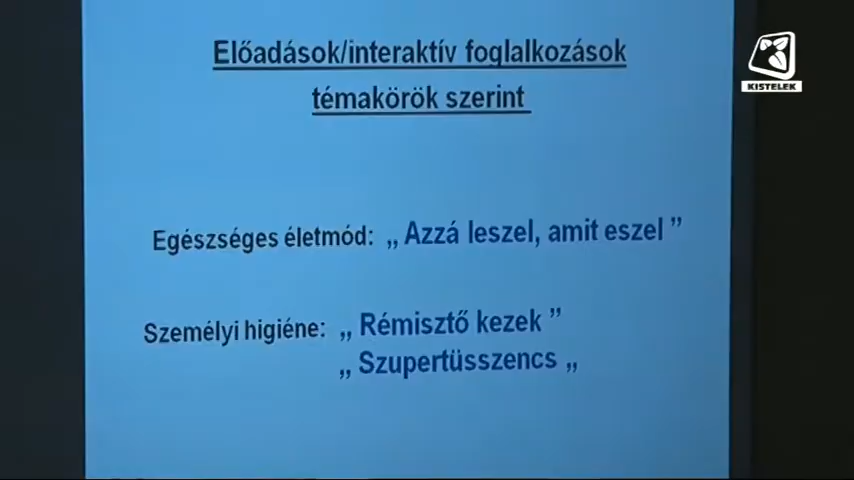 Előadások/interaktív foglalkozások
témakörök szerint
KISTELEK
Egészséges életmód: „ Azzá leszel, amit eszel ”
Személyi higiéne: „ Rémisztő kezek ”
„ Szupertüsszencs „